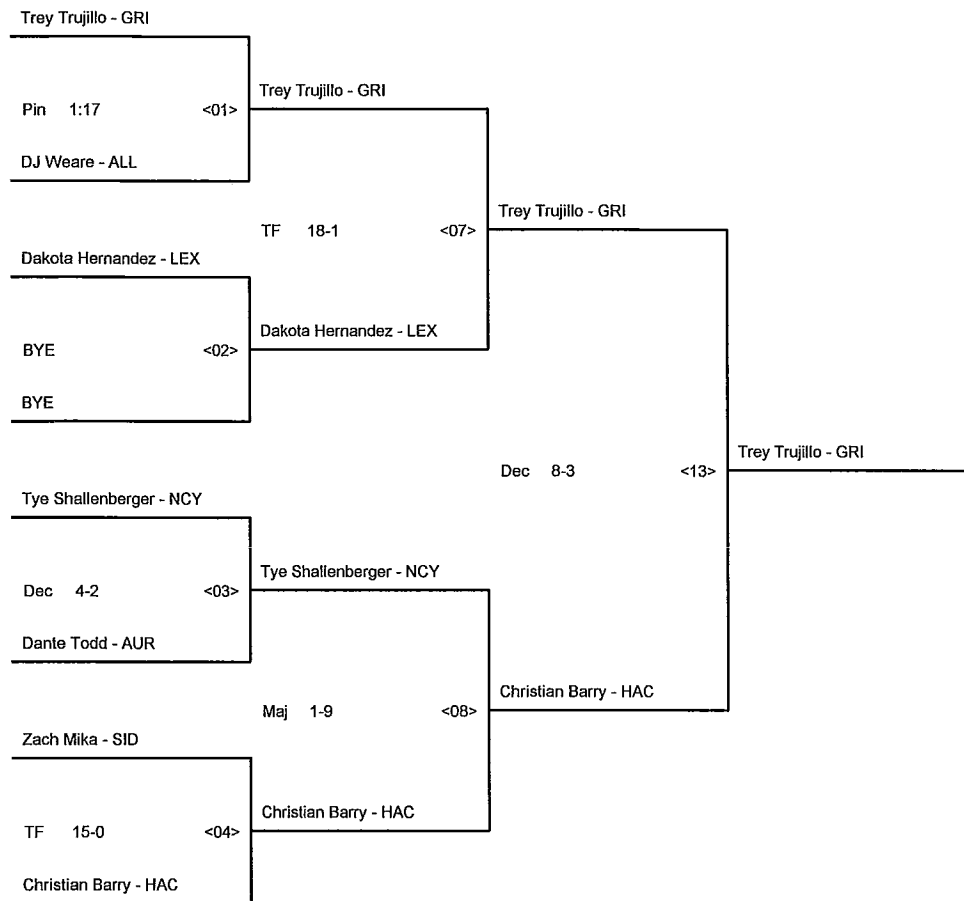 Trey Trujillo - GRI
Trey Trujillo - GRI
Pin 1:17 <01>
DJ Weare - ALL
Trey Trujillo - GRI
TF 18-1 <07>
Dakota Hernandez - LEX
Dakota Hernandez - LEX
BYE <02>
BYE
Trey Trujillo - GRI
Dec 8-3 <13>
Tye Shallenberger - NCY
Tye Shallenberger - NCY
Dec 4-2 <03>
Dante Todd - AUR
Christian Barry - HAC
Maj 1-9 <08>
Zach Mika - SID
Christian Barry - HAC
TF 15-0 <04>
Christian Barry - HAC